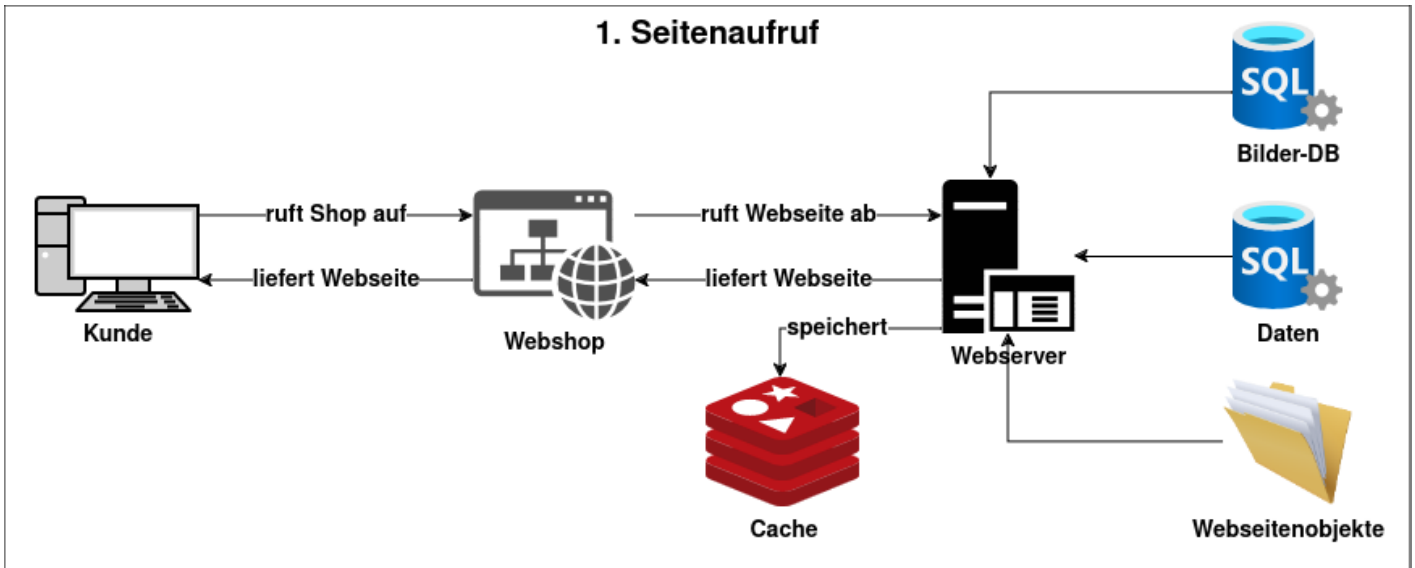 1. Seitenaufruf
SQL
Bilder-DB
ruft Shop auf
ruft Webseite ab
liefert Webseite
liefert Webseite
SQL
Kunde
Webshop
speichert
Webserver
Daten
Cache
Webseitenobjekte